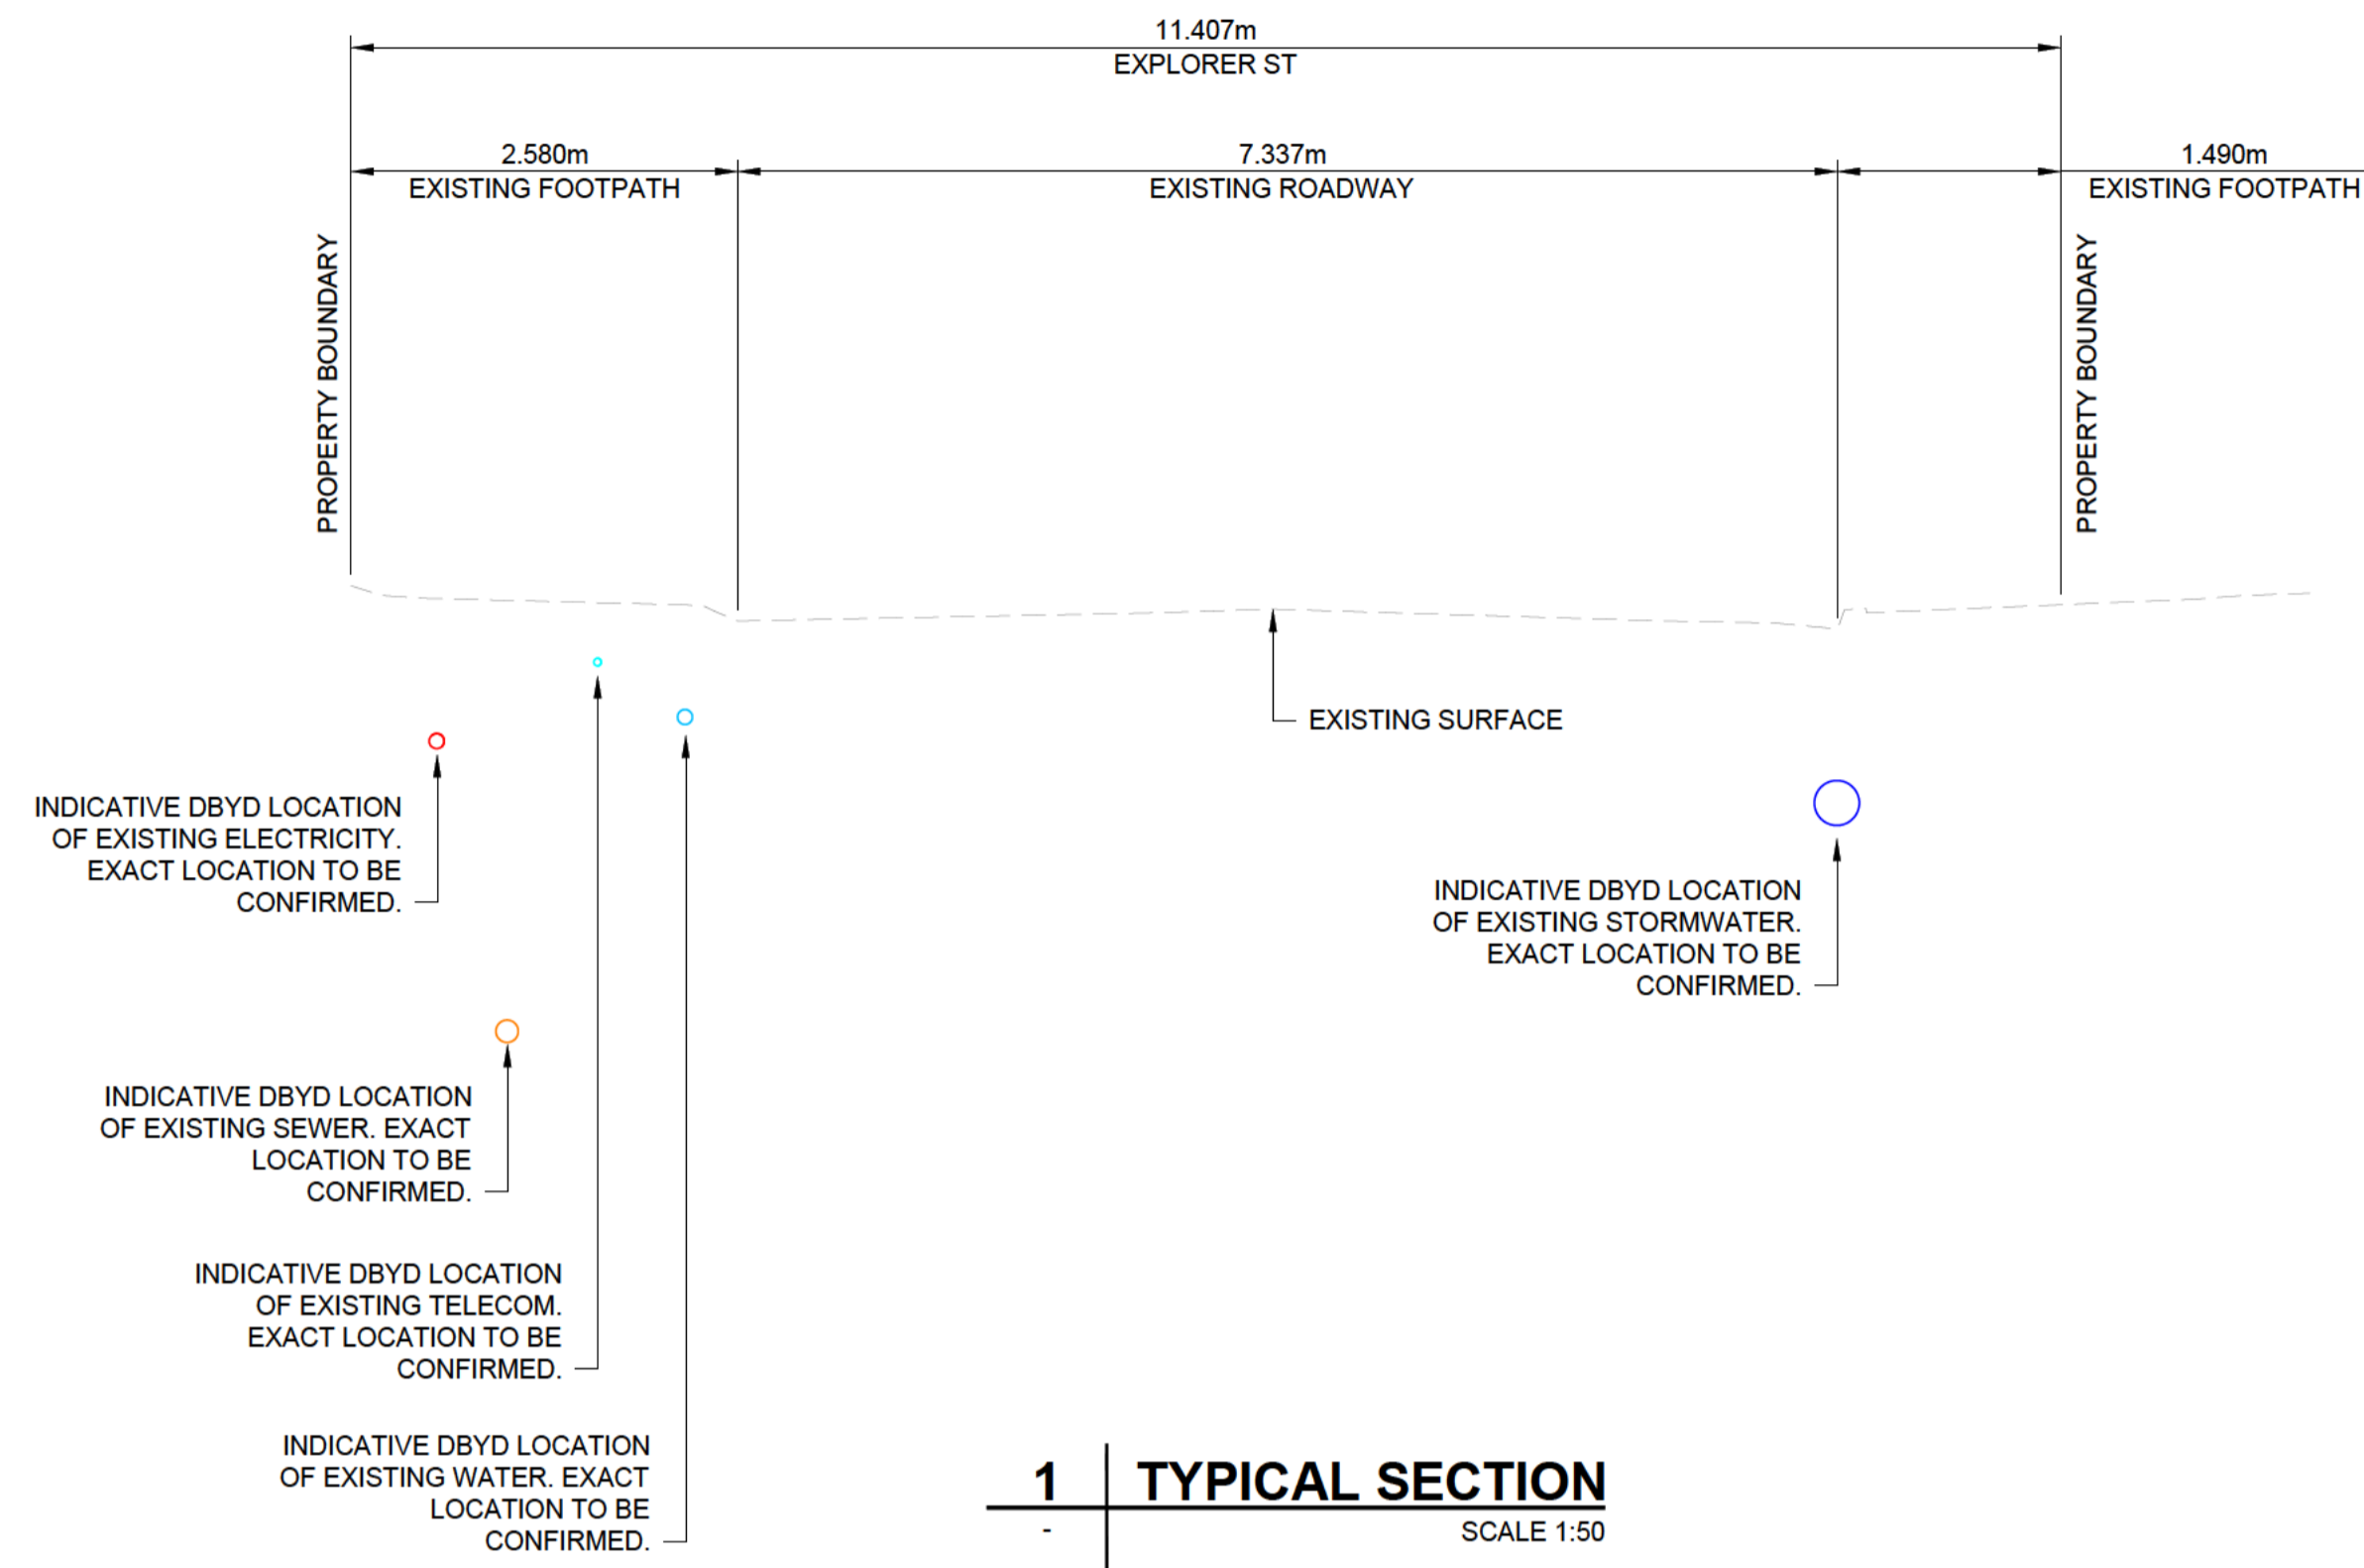 11.407m
EXPLORER ST
2.580m
EXISTING FOOTPATH
7.337m
EXISTING ROADWAY
1.490m
EXISTING FOOTPATH
PROPERTY BOUNDARY
PROPERTY BOUNDARY
EXISTING SURFACE
INDICATIVE DBYD LOCATION
OF EXISTING ELECTRICITY.
EXACT LOCATION TO BE
CONFIRMED.
INDICATIVE DBYD LOCATION
OF EXISTING STORMWATER.
EXACT LOCATION TO BE
CONFIRMED.
INDICATIVE DBYD LOCATION
OF EXISTING SEWER. EXACT
LOCATION TO BE
CONFIRMED.
INDICATIVE DBYD LOCATION
OF EXISTING TELECOM.
EXACT LOCATION TO BE
CONFIRMED.
INDICATIVE DBYD LOCATION
OF EXISTING WATER. EXACT
LOCATION TO BE
CONFIRMED.
1 TYPICAL SECTION
- SCALE 1:50